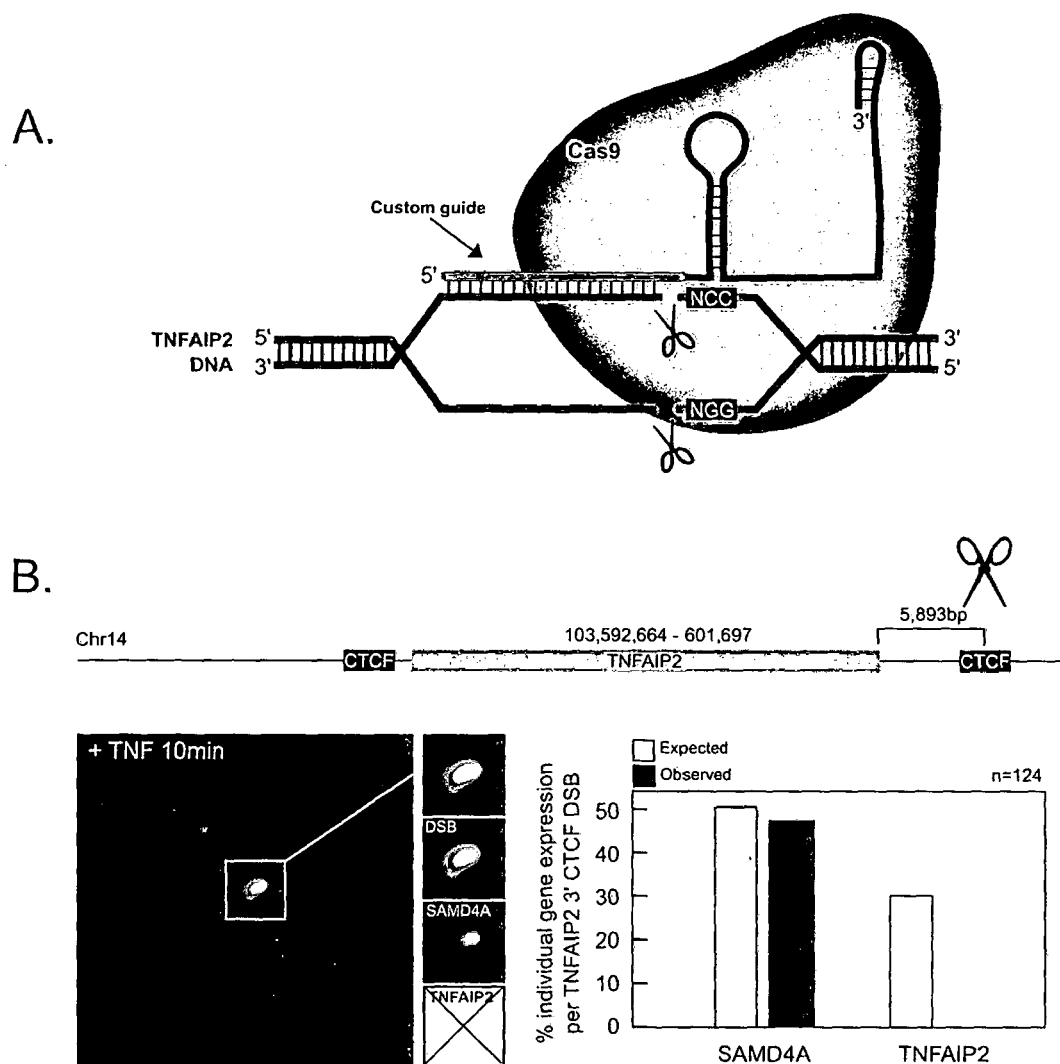 A.
Cas9
3'
Custom guide
5'
NCC
TNFAIP2 5' 3'
DNA 3' 5'
NGG
B.
5,893bp
Chr14
103,592,664 - 601,697
CTCF TNFAIP2 CTCF
+ TNF 10min
DSB
SAMD4A
TNFAIP2
Expected
Observed
n=124
% individual gene expression
per TNFAIP2 3' CTCF DSB
50
40
30
20
10
0
SAMD4A TNFAIP2